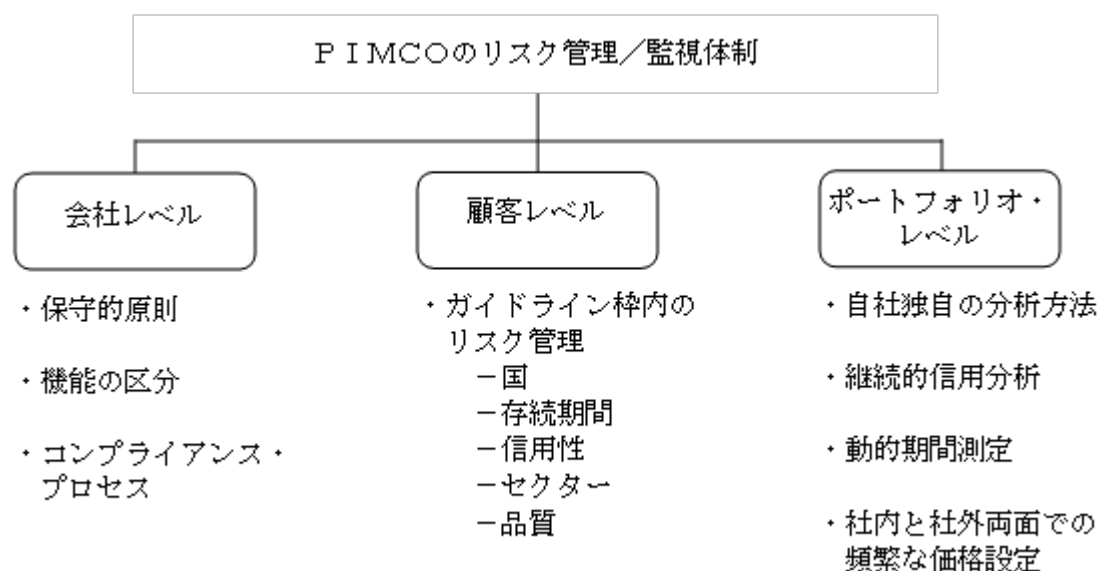 ＰＩＭＣＯのリスク管理／監視体制
会社レベル
・保守的原則
・機能の区分
・コンプライアンス・
プロセス
顧客レベル
・ガイドライン枠内の
リスク管理
－国
－存続期間
－信用性
－セクター
－品質
ポートフォリオ・
レベル
・自社独自の分析方法
・継続的信用分析
・動的期間測定
・社内と社外両面での
頻繁な価格設定